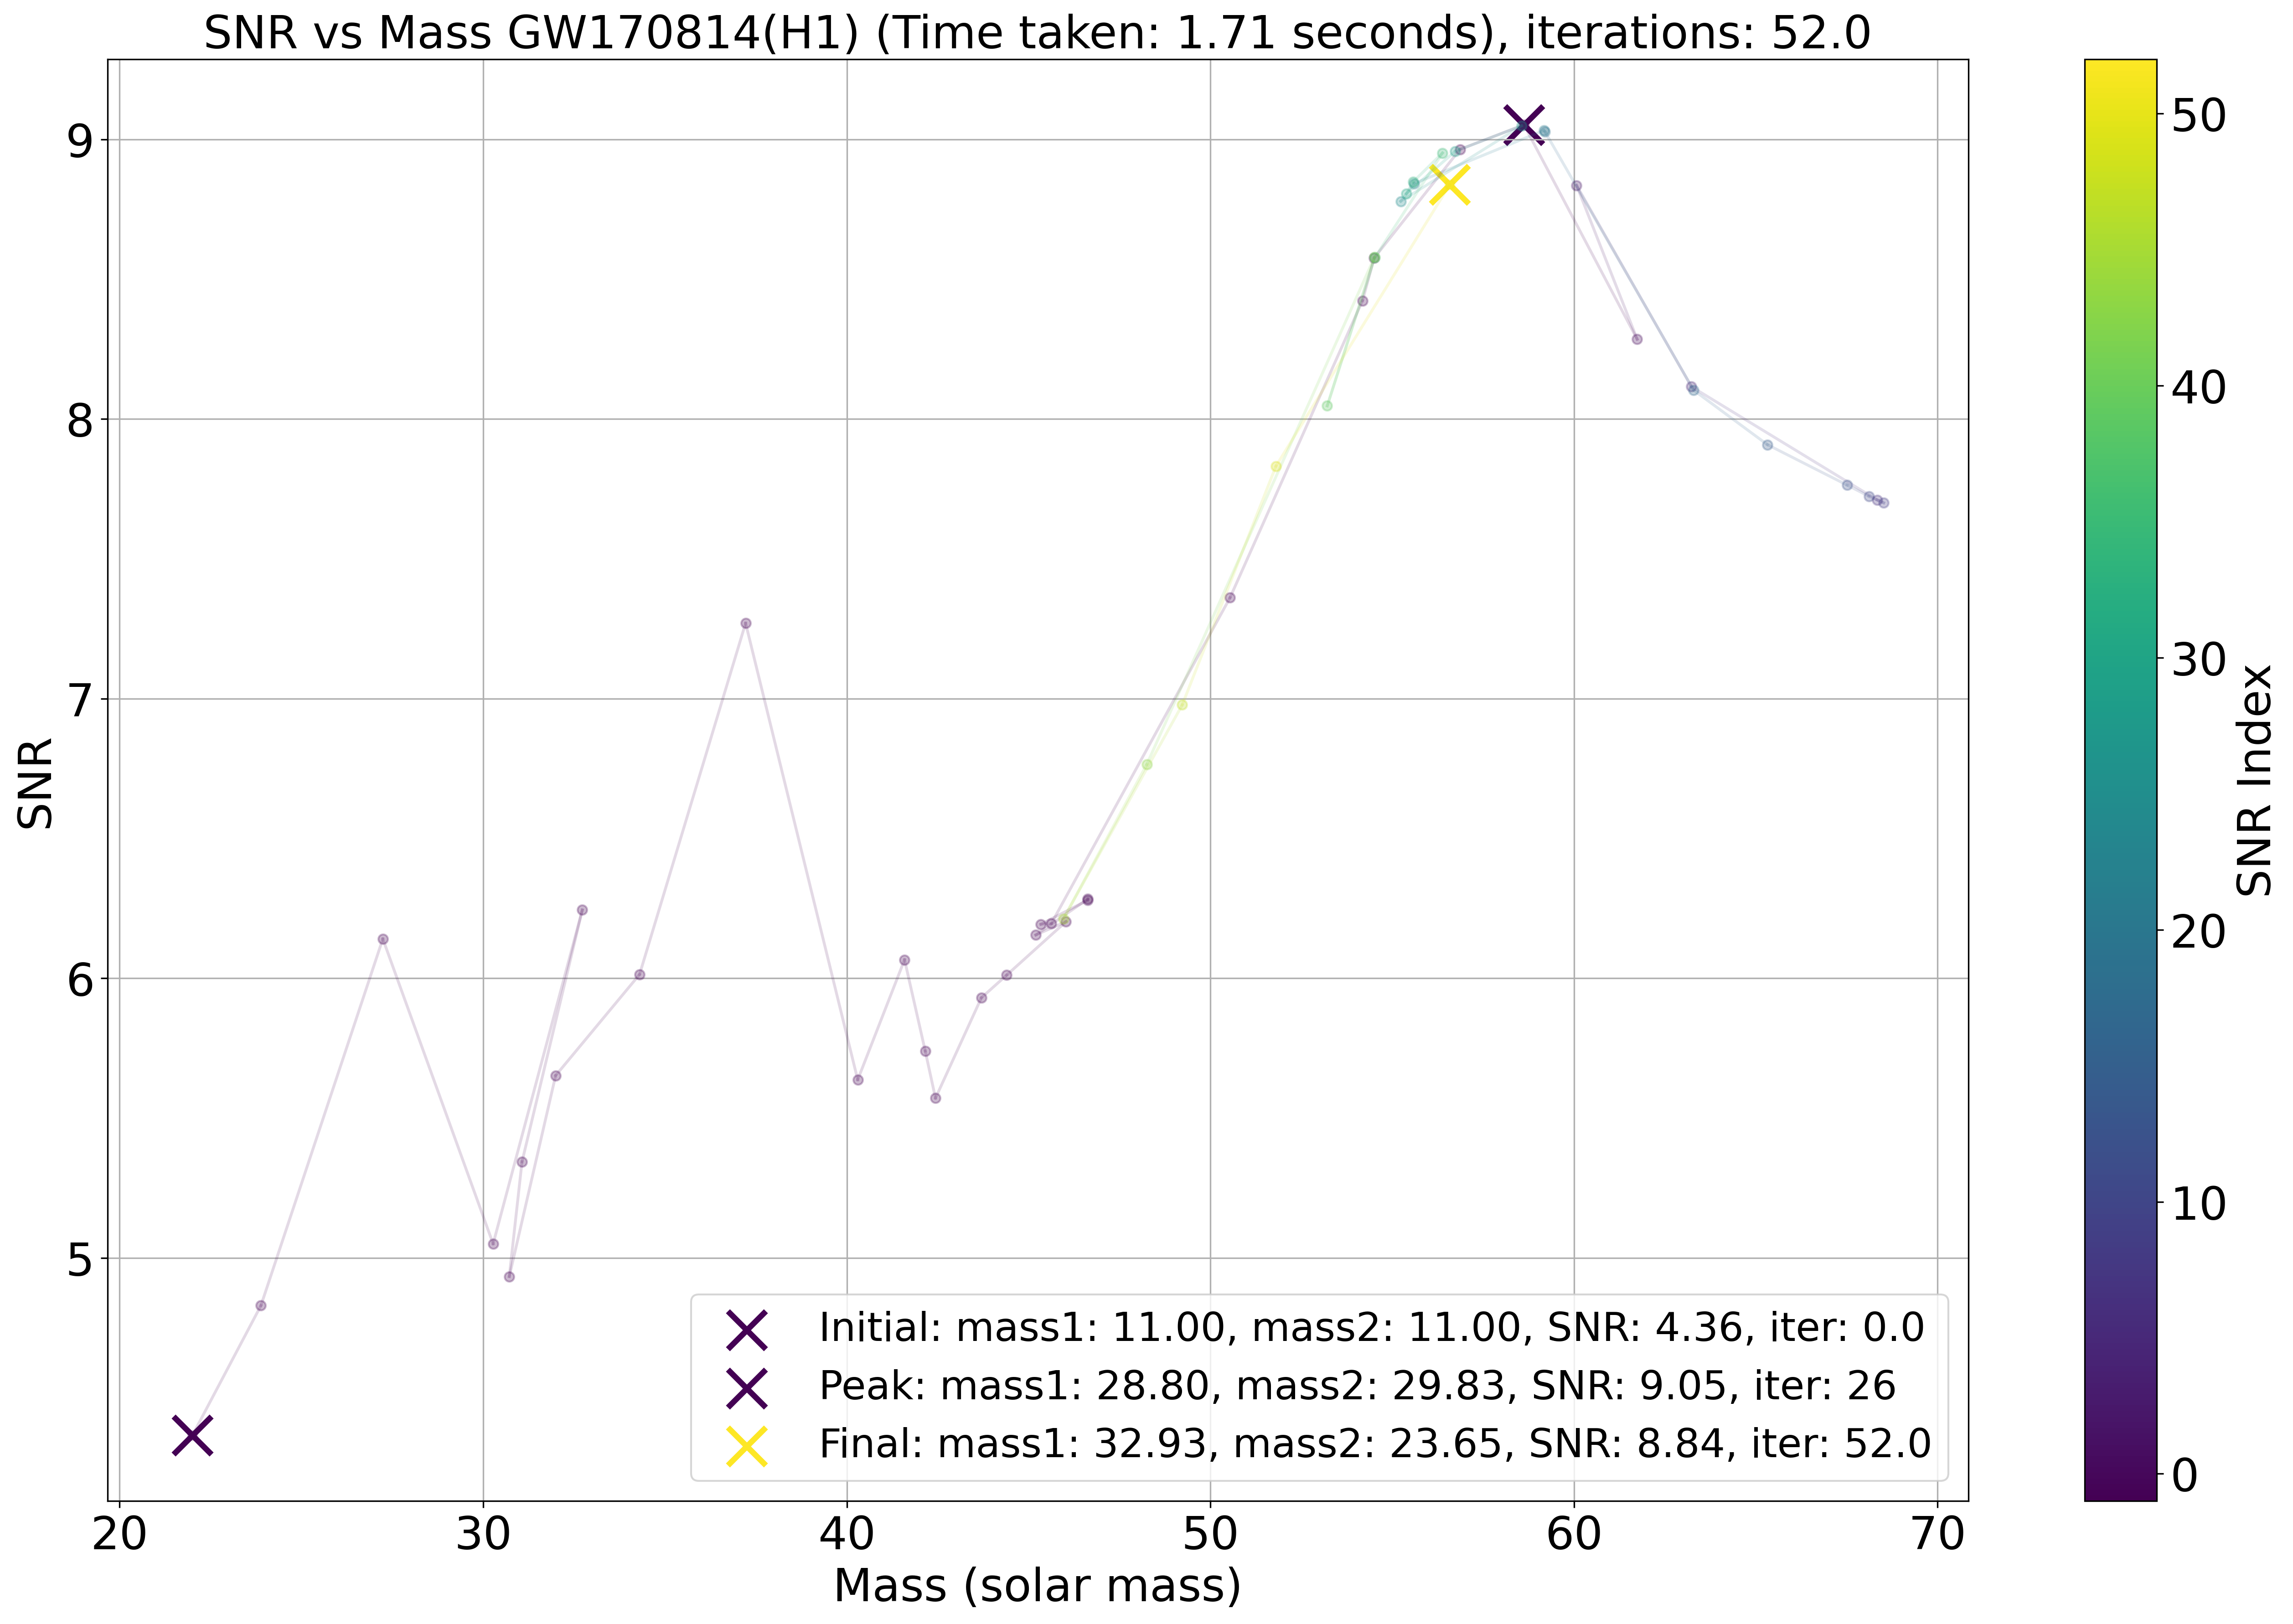 SNR vs Mass GW170814(H1) (Time taken: 1.71 seconds), iterations: 52.0
SNR
9
8
7
6
5
20 30 40 50 60 70
Mass (solar mass)
Initial: mass1: 11.00, mass2: 11.00, SNR: 4.36, iter: 0.0
Peak: mass1: 28.80, mass2: 29.83, SNR: 9.05, iter: 26
Final: mass1: 32.93, mass2: 23.65, SNR: 8.84, iter: 52.0
50
40
30
20
10
0
SNR Index